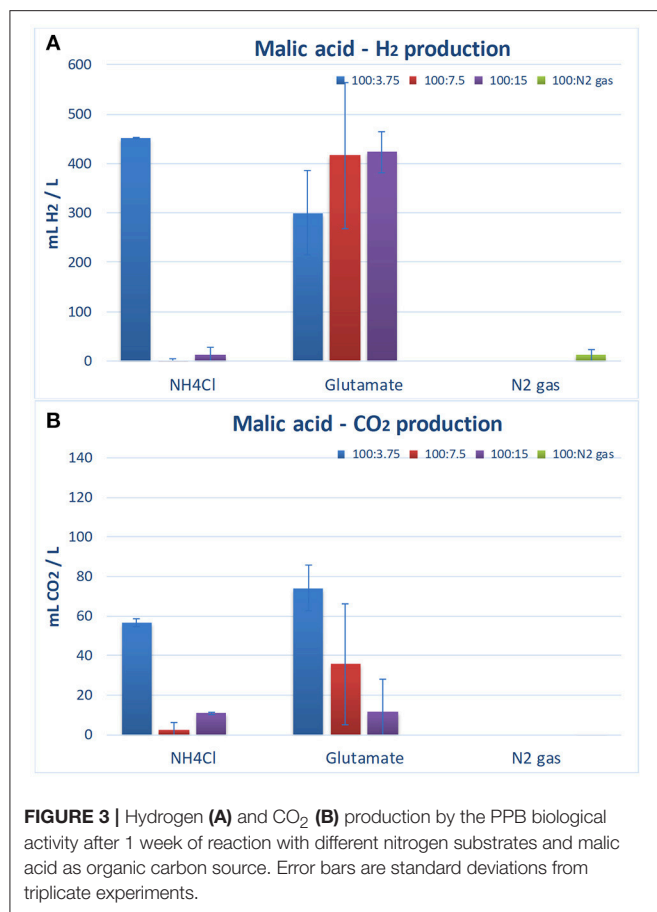 A
Malic acid - H2 production
600
100:3.75 100:7.5 100:15 100:N2 gas
500
400
300
200
100
0
mL H2 / L
NH4Cl Glutamate N2 gas
B
Malic acid - CO2 production
140
100:3.75 100:7.5 100:15 100:N2 gas
120
100
80
60
40
20
0
mL CO2 / L
NH4Cl Glutamate N2 gas
FIGURE 3 | Hydrogen (A) and CO2 (B) production by the PPB biological
activity after 1 week of reaction with different nitrogen substrates and malic
acid as organic carbon source. Error bars are standard deviations from
triplicate experiments.